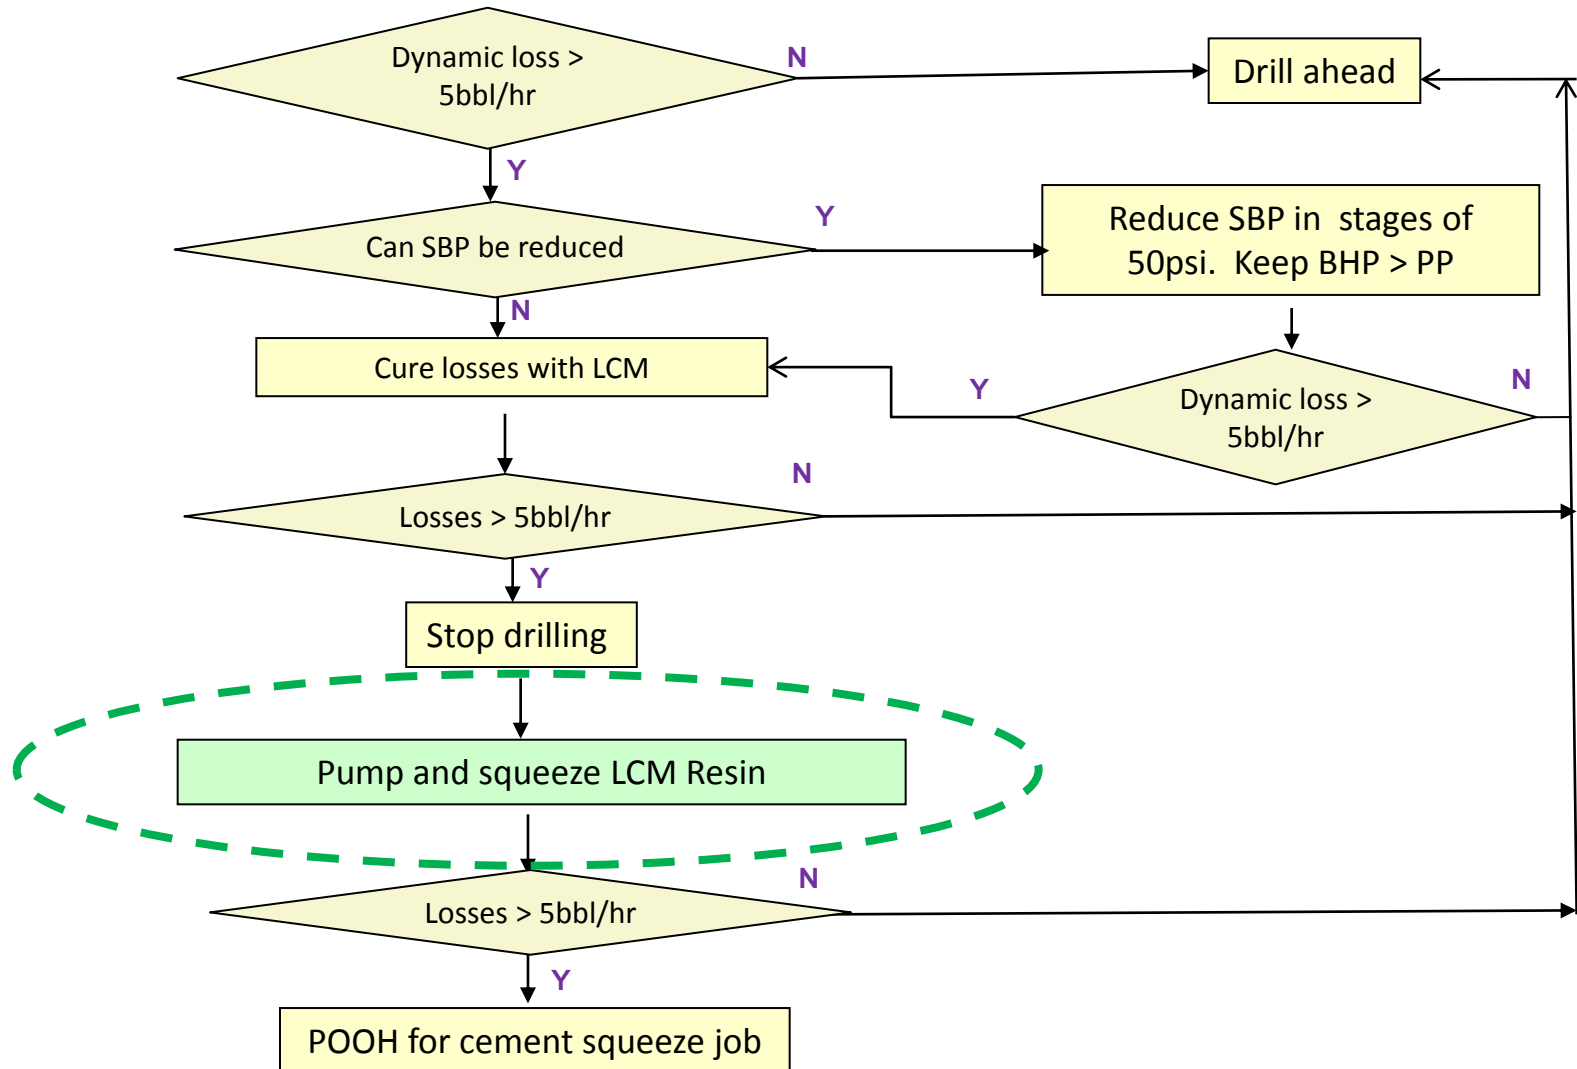 Dynamic loss >
5bbl/hr
N
Drill ahead
Y
Can SBP be reduced
Y
Reduce SBP in stages of
50psi. Keep BHP > PP
N
Cure losses with LCM
Y
Dynamic loss >
5bbl/hr
N
Losses > 5bbl/hr
N
Y
Stop drilling
Pump and squeeze LCM Resin
Losses > 5bbl/hr
N
Y
POOH for cement squeeze job